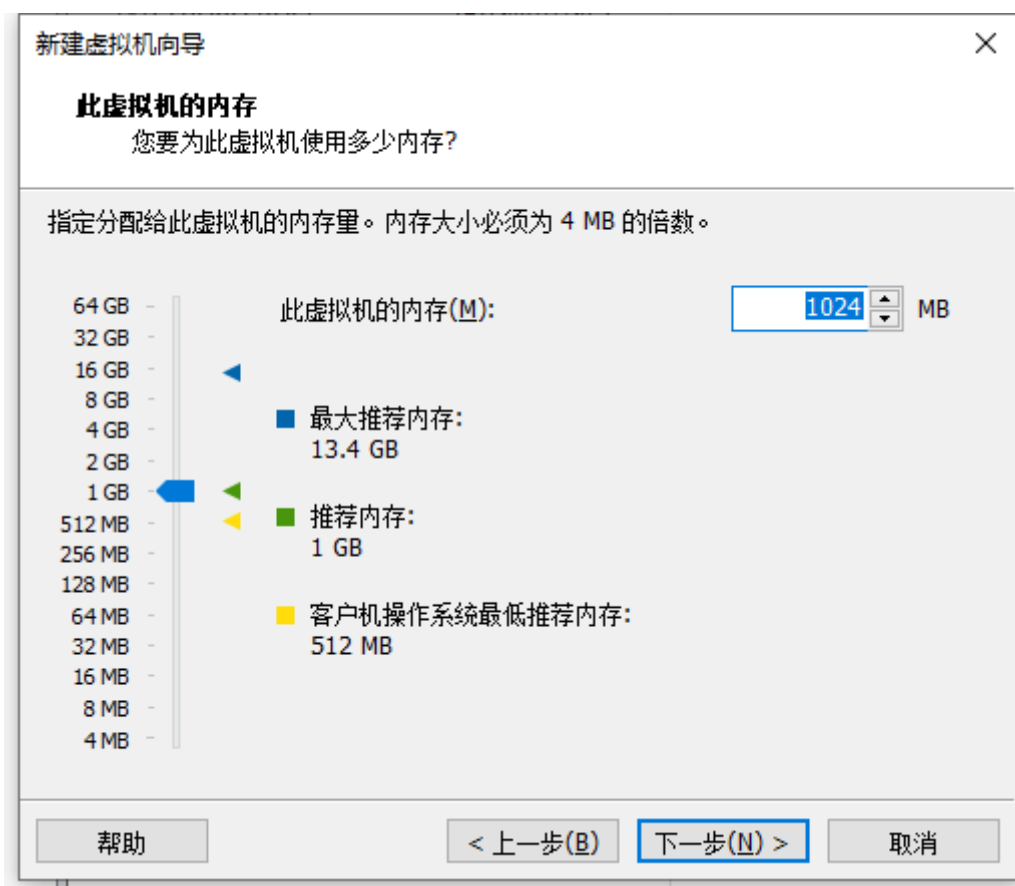 新建虚拟机向导
此虚拟机的内存
您要为此虚拟机使用多少内存?
指定分配给此虚拟机的内存量。内存大小必须为 4 MB 的倍数。
64 GB
32 GB
16 GB
8 GB
4 GB
2 GB
1 GB
512 MB
256 MB
128 MB
64 MB
32 MB
16 MB
8 MB
4 MB
此虚拟机的内存(M):
1024 MB
最大推荐内存:
13.4 GB
推荐内存:
1 GB
客户机操作系统最低推荐内存:
512 MB
帮助
< 上一步(B)
下一步(N) >
取消